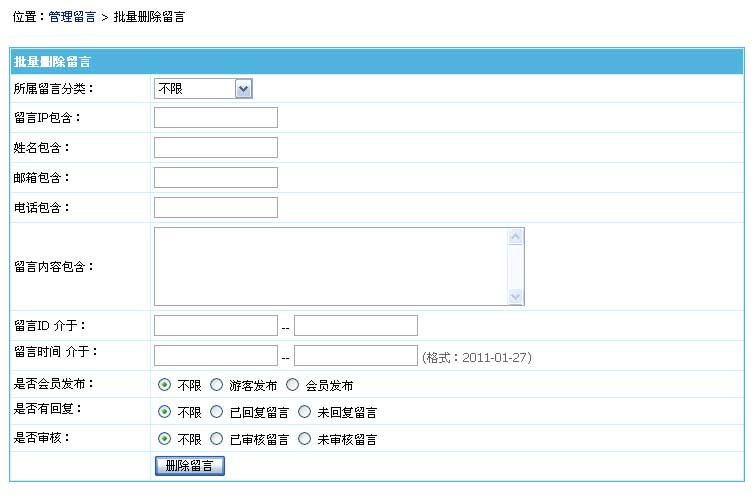 位置：管理留言 > 批量删除留言
批量删除留言
所属留言分类： 不限
留言IP包含：
姓名包含：
邮箱包含：
电话包含：
留言内容包含：
留言ID 介于： --
留言时间 介于： -- (格式：2011-01-27)
是否会员发布： 不限 游客发布 会员发布
是否有回复： 不限 已回复留言 未回复留言
是否审核： 不限 已审核留言 未审核留言
删除留言